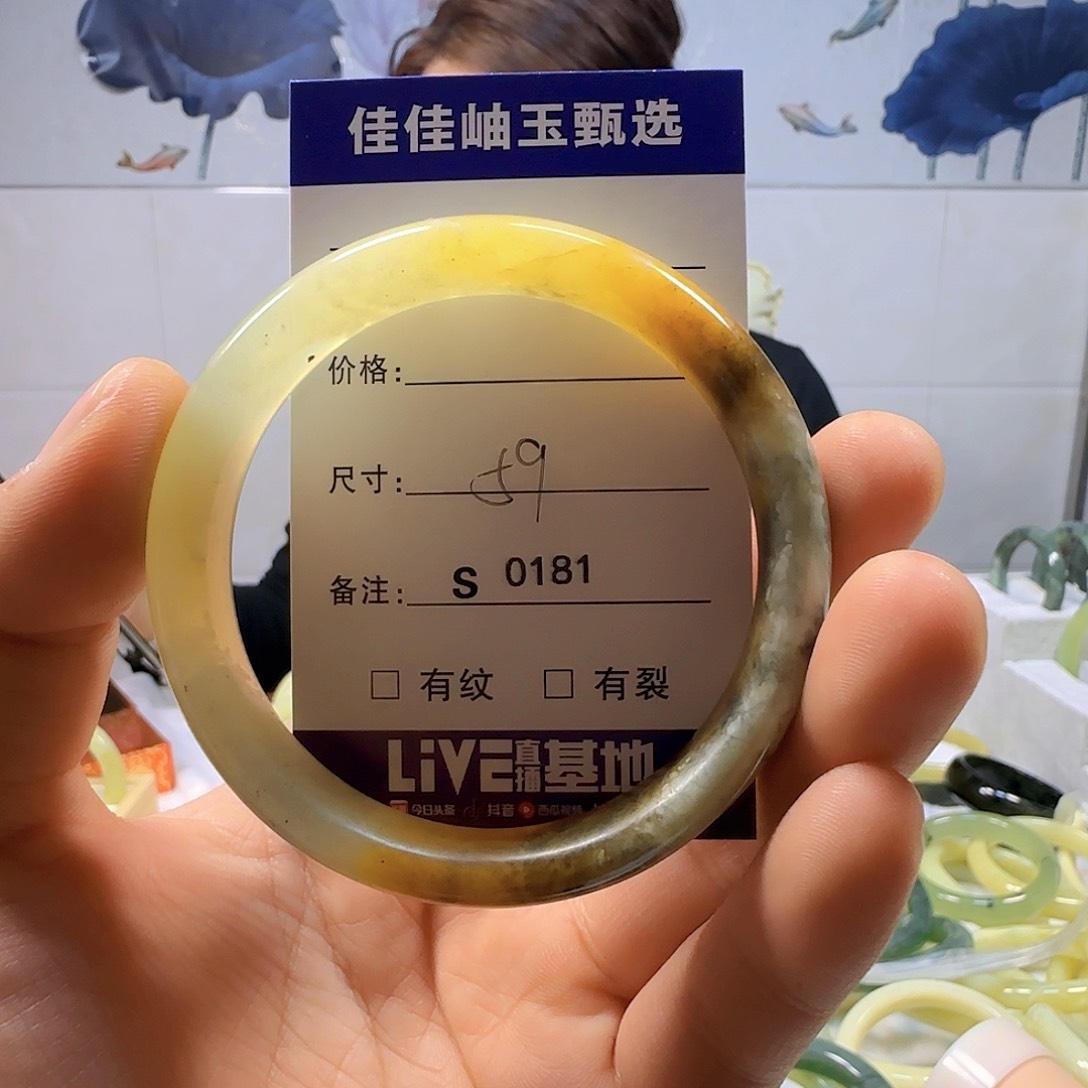 佳佳岫玉甄选
价格:
尺寸: 59
备注: S 0181
□ 有纹 □ 有裂
LiVE直播基地
今日头条 抖音 西瓜视频